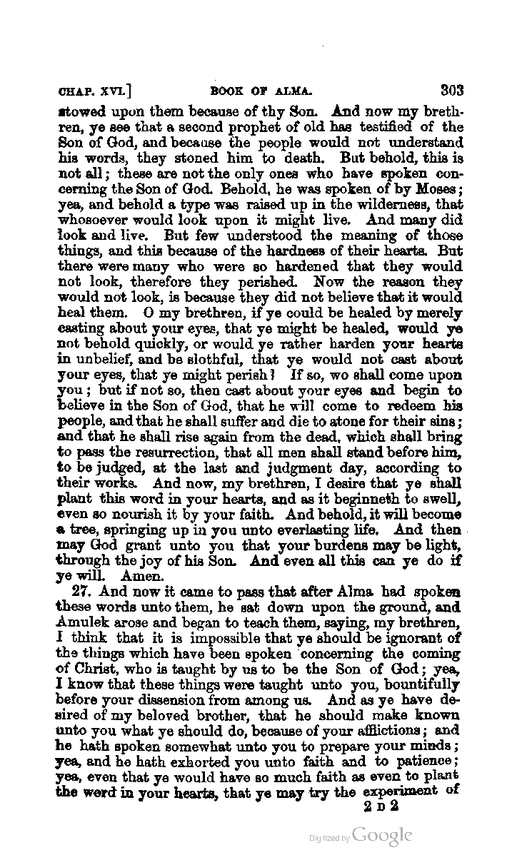 CHAP. XVI.] BOOK OF ALMA. 303
stowed upon them because of thy Son. And now my breth-
ren, ye see that a second prophet of old has testified of the
Son of God, and because the people would not understand
his words, they stoned him to death. But behold, this is
not all; these are not the only ones who have spoken con-
cerning the Son of God. Behold, he was spoken of by Moses;
yea, and behold a type was raised up in the wilderness, that
whosoever would look upon it might live. And many did
look and live. But few understood the meaning of those
things, and this because of the hardness of their hearts. But
there were many who were so hardened that they would
not look, therefore they perished. Now the reason they
would not look, is because they did not believe that it would
heal them. O my brethren, if ye could be healed by merely
casting about your eyes, that ye might be healed, would ye
not behold quickly, or would ye rather harden your hearts
in unbelief, and be slothful, that ye would not cast about
your eyes, that ye might perish? If so, wo shall come upon
you; but if not so, then cast about your eyes and begin to
believe in the Son of God, that he will come to redeem his
people, and that he shall suffer and die to atone for their sins;
and that he shall rise again from the dead, which shall bring
to pass the resurrection, that all men shall stand before him,
to be judged, at the last and judgment day, according to
their works. And now, my brethren, I desire that ye shall
plant this word in your hearts, and as it beginneth to swell,
even so nourish it by your faith. And behold, it will become
a tree, springing up in you unto everlasting life. And then
may God grant unto you that your burdens may be light,
through the joy of his Son. And even all this can ye do if
ye will. Amen.
27. And now it came to pass that after Alma had spoken
these words unto them, he sat down upon the ground, and
Amulek arose and began to teach them, saying, my brethren,
I think that it is impossible that ye should be ignorant of
the things which have been spoken concerning the coming
of Christ, who is taught by us to be the Son of God; yea,
I know that these things were taught unto you, bountifully
before your dissension from among us. And as ye have de-
sired of my beloved brother, that he should make known
unto you what ye should do, because of your afflictions; and
he hath spoken somewhat unto you to prepare your minds;
yea, and he hath exhorted you unto faith and to patience;
yea, even that ye would have so much faith as even to plant
the word in your hearts, that ye may try the experiment of
2 D 2
Digitized by Google